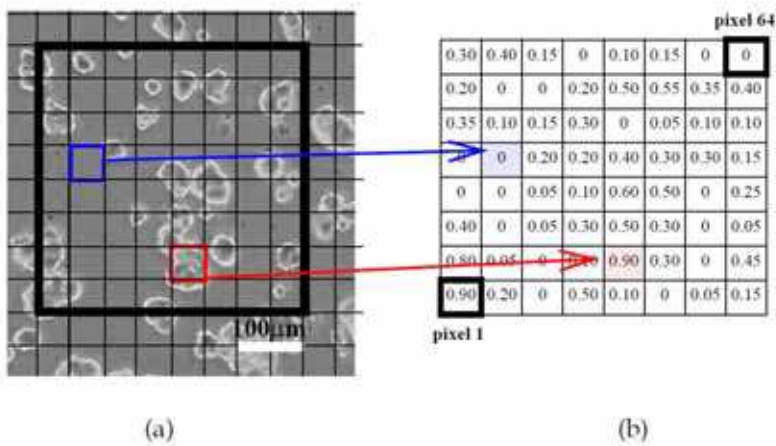 pixel 64
0.30 0.40 0.15 0 0.10 0.15 0 0
0.20 0 0 0.20 0.50 0.55 0.35 0.40
0.35 0.10 0.15 0.30 0 0.05 0.10 0.10
0 0 0.20 0.20 0.40 0.30 0.30 0.15
0 0 0.05 0.10 0.60 0.50 0 0.25
0.40 0 0.05 0.30 0.50 0.30 0 0.05
0.80 0.05 0 0.90 0.30 0 0.45
0.90 0.20 0 0.50 0.10 0 0.05 0.15
100μm
pixel 1
(a) (b)